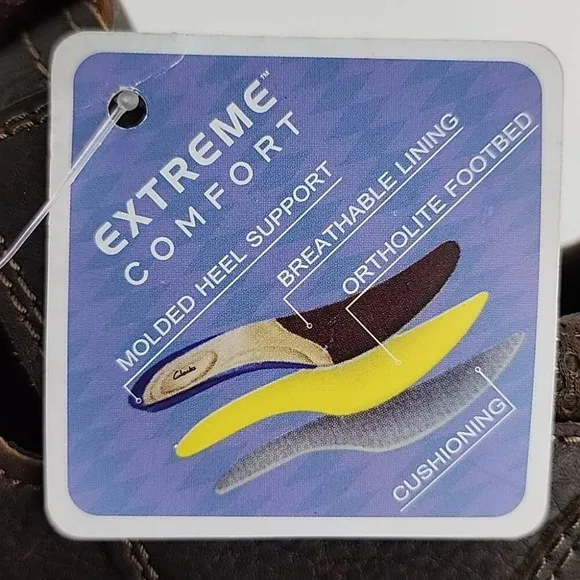 EXTREME™
COMFORT
MOLDED HEEL SUPPORT
BREATHABLE LINING
ORTHOLITE FOOTBED
Clarks
CUSHIONING